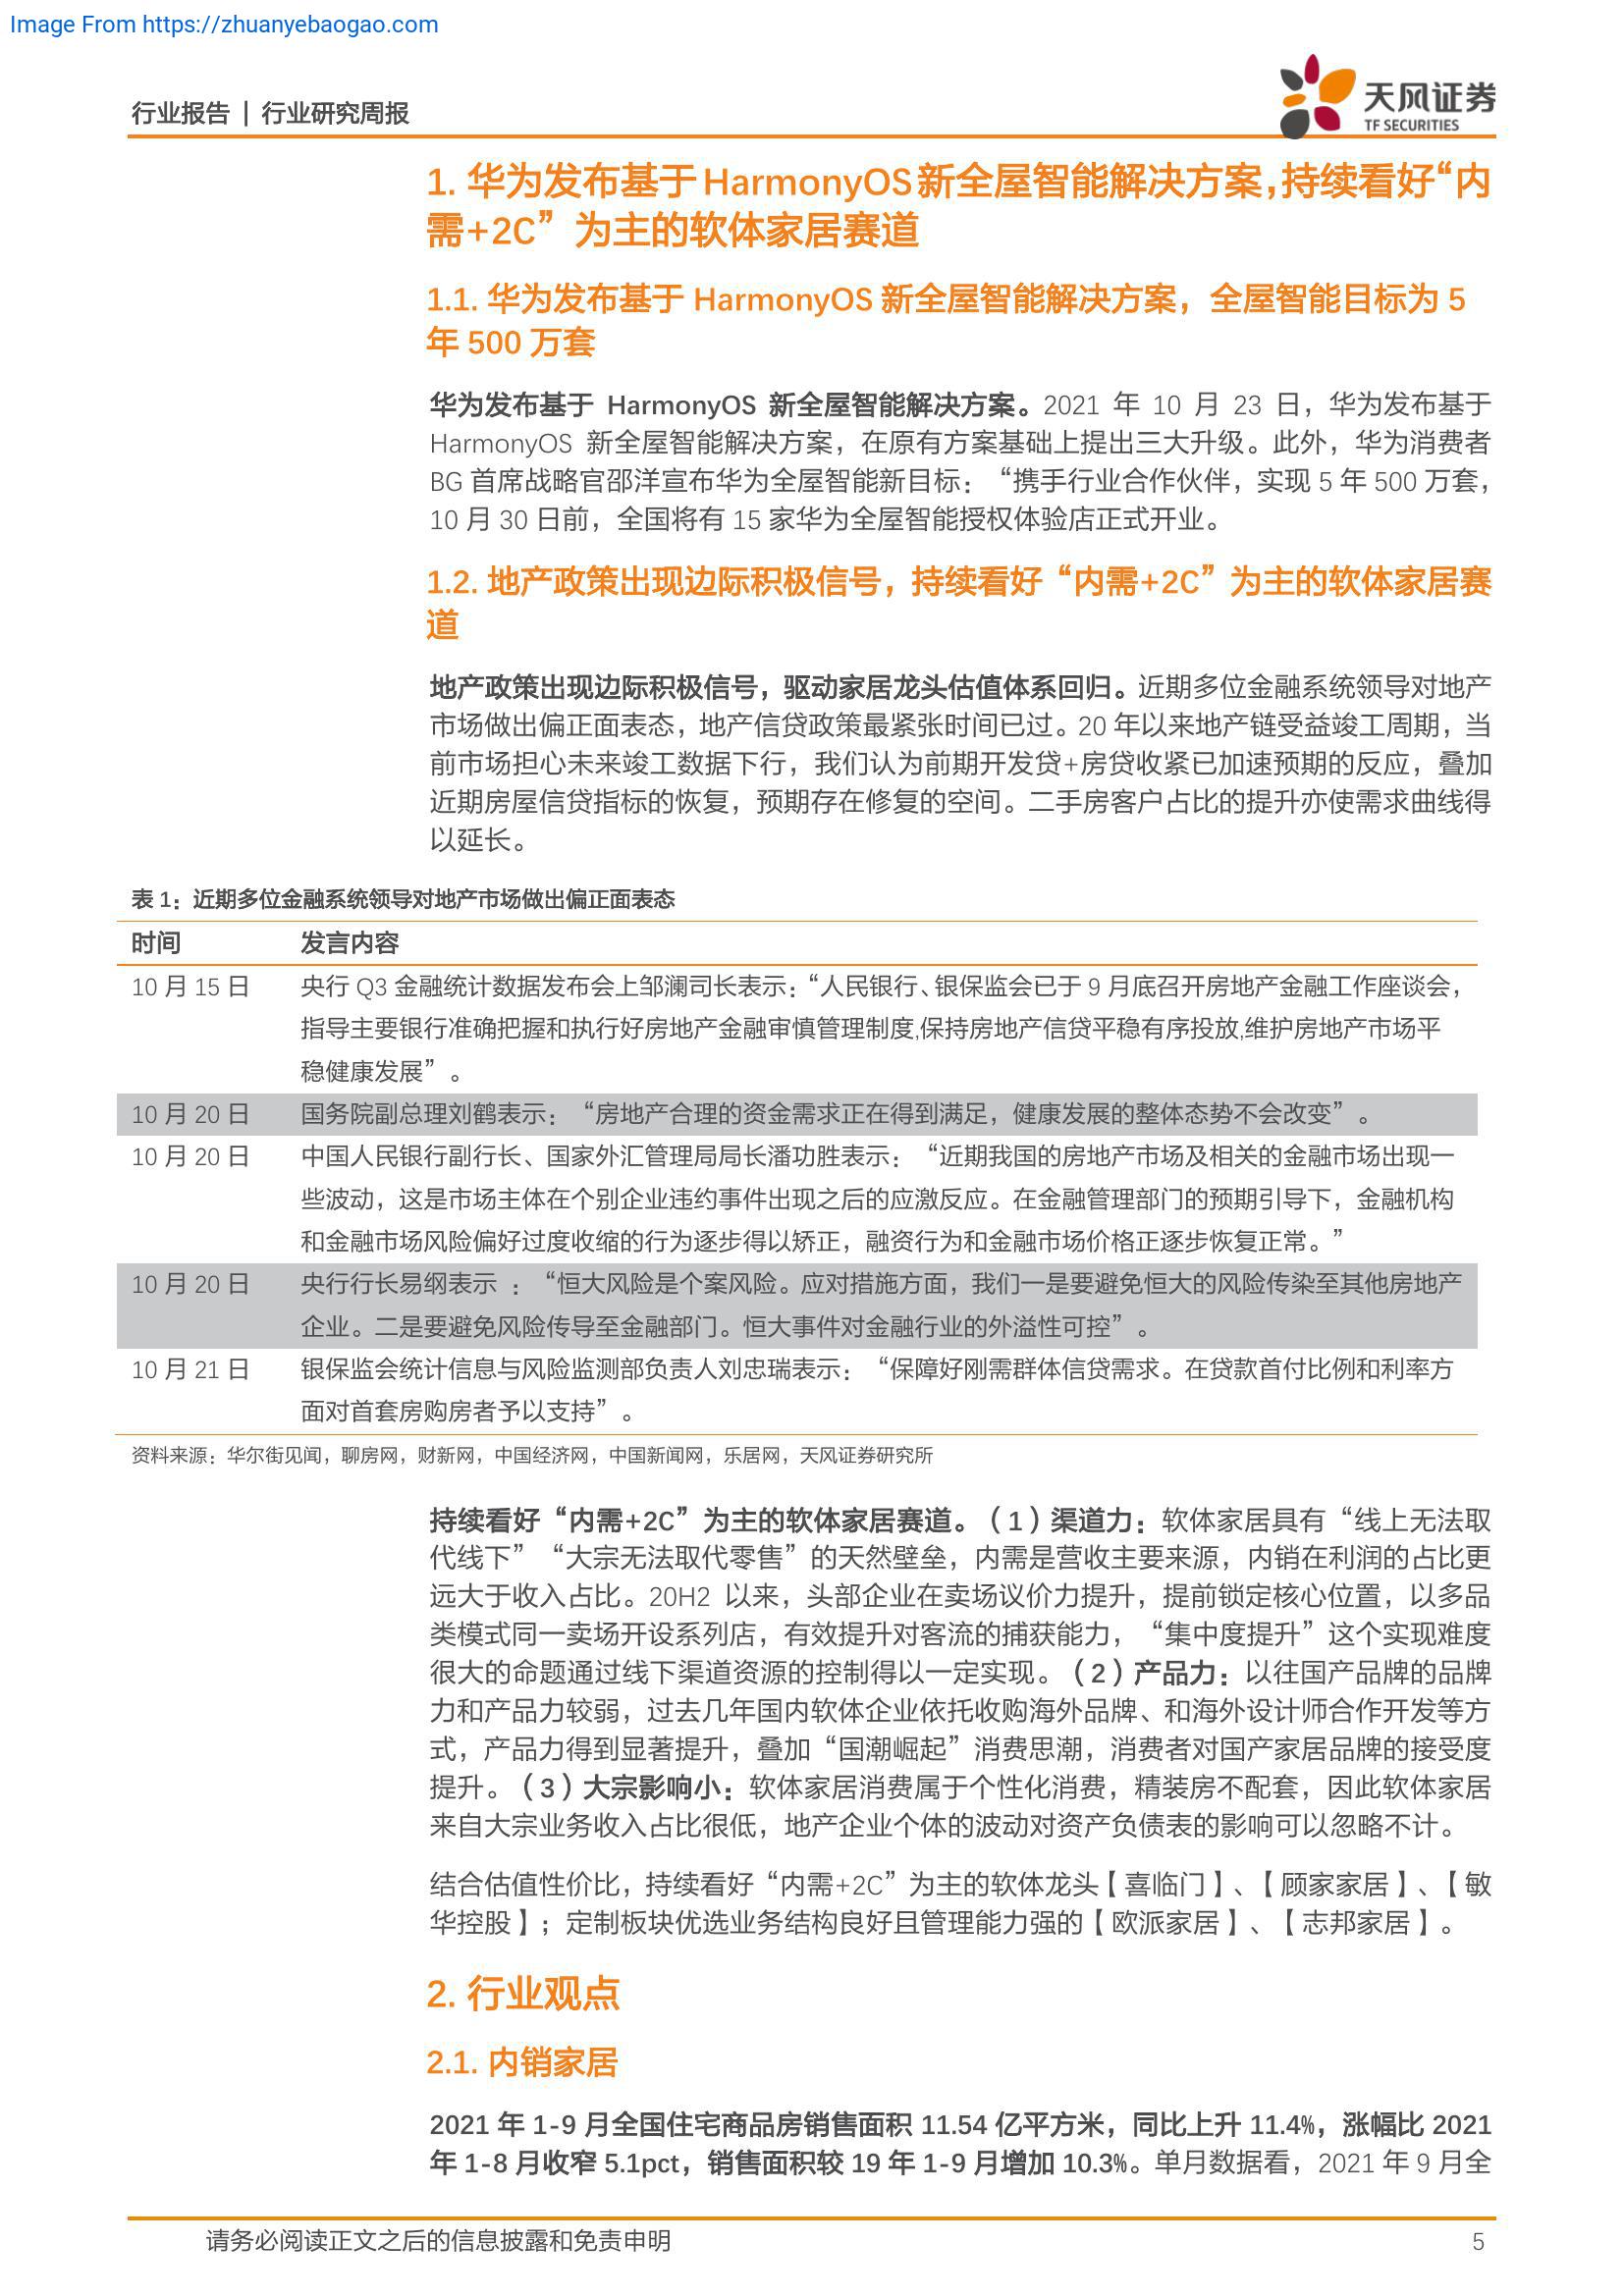 Image From https://zhuanyebaogao.com
行业报告 | 行业研究周报
天风证券
TF SECURITIES
1. 华为发布基于HarmonyOS新全屋智能解决方案,持续看好“内
需+2C”为主的软体家居赛道
1.1. 华为发布基于 HarmonyOS 新全屋智能解决方案，全屋智能目标为 5
年 500 万套
华为发布基于 HarmonyOS 新全屋智能解决方案。2021 年 10 月 23 日，华为发布基于
HarmonyOS 新全屋智能解决方案，在原有方案基础上提出三大升级。此外，华为消费者
BG 首席战略官邵洋宣布华为全屋智能新目标：“携手行业合作伙伴，实现 5 年 500 万套，
10 月 30 日前，全国将有 15 家华为全屋智能授权体验店正式开业。
1.2. 地产政策出现边际积极信号，持续看好“内需+2C”为主的软体家居赛
道
地产政策出现边际积极信号，驱动家居龙头估值体系回归。近期多位金融系统领导对地产
市场做出偏正面表态，地产信贷政策最紧张时间已过。20 年以来地产链受益竣工周期，当
前市场担心未来竣工数据下行，我们认为前期开发贷+房贷收紧已加速预期的反应，叠加
近期房屋信贷指标的恢复，预期存在修复的空间。二手房客户占比的提升亦使需求曲线得
以延长。
表 1：近期多位金融系统领导对地产市场做出偏正面表态
时间 发言内容
10 月 15 日 央行 Q3 金融统计数据发布会上邹澜司长表示：“人民银行、银保监会已于 9 月底召开房地产金融工作座谈会，
指导主要银行准确把握和执行好房地产金融审慎管理制度,保持房地产信贷平稳有序投放,维护房地产市场平
稳健康发展”。
10 月 20 日 国务院副总理刘鹤表示：“房地产合理的资金需求正在得到满足，健康发展的整体态势不会改变”。
10 月 20 日 中国人民银行副行长、国家外汇管理局局长潘功胜表示：“近期我国的房地产市场及相关的金融市场出现一
些波动，这是市场主体在个别企业违约事件出现之后的应激反应。在金融管理部门的预期引导下，金融机构
和金融市场风险偏好过度收缩的行为逐步得以矫正，融资行为和金融市场价格正逐步恢复正常。”
10 月 20 日 央行行长易纲表示 ：“恒大风险是个案风险。应对措施方面，我们一是要避免恒大的风险传染至其他房地产
企业。二是要避免风险传导至金融部门。恒大事件对金融行业的外溢性可控”。
10 月 21 日 银保监会统计信息与风险监测部负责人刘忠瑞表示：“保障好刚需群体信贷需求。在贷款首付比例和利率方
面对首套房购房者予以支持”。
资料来源：华尔街见闻，聊房网，财新网，中国经济网，中国新闻网，乐居网，天风证券研究所
持续看好“内需+2C”为主的软体家居赛道。（1）渠道力：软体家居具有“线上无法取
代线下”“大宗无法取代零售”的天然壁垒，内需是营收主要来源，内销在利润的占比更
远大于收入占比。20H2 以来，头部企业在卖场议价力提升，提前锁定核心位置，以多品
类模式同一卖场开设系列店，有效提升对客流的捕获能力，“集中度提升”这个实现难度
很大的命题通过线下渠道资源的控制得以一定实现。（2）产品力：以往国产品牌的品牌
力和产品力较弱，过去几年国内软体企业依托收购海外品牌、和海外设计师合作开发等方
式，产品力得到显著提升，叠加“国潮崛起”消费思潮，消费者对国产家居品牌的接受度
提升。（3）大宗影响小：软体家居消费属于个性化消费，精装房不配套，因此软体家居
来自大宗业务收入占比很低，地产企业个体的波动对资产负债表的影响可以忽略不计。
结合估值性价比，持续看好“内需+2C”为主的软体龙头【喜临门】、【顾家家居】、【敏
华控股】；定制板块优选业务结构良好且管理能力强的【欧派家居】、【志邦家居】。
2. 行业观点
2.1. 内销家居
2021 年 1-9 月全国住宅商品房销售面积 11.54 亿平方米，同比上升 11.4%，涨幅比 2021
年 1-8 月收窄 5.1pct，销售面积较 19 年 1-9 月增加 10.3%。单月数据看，2021 年 9 月全
请务必阅读正文之后的信息披露和免责申明 5